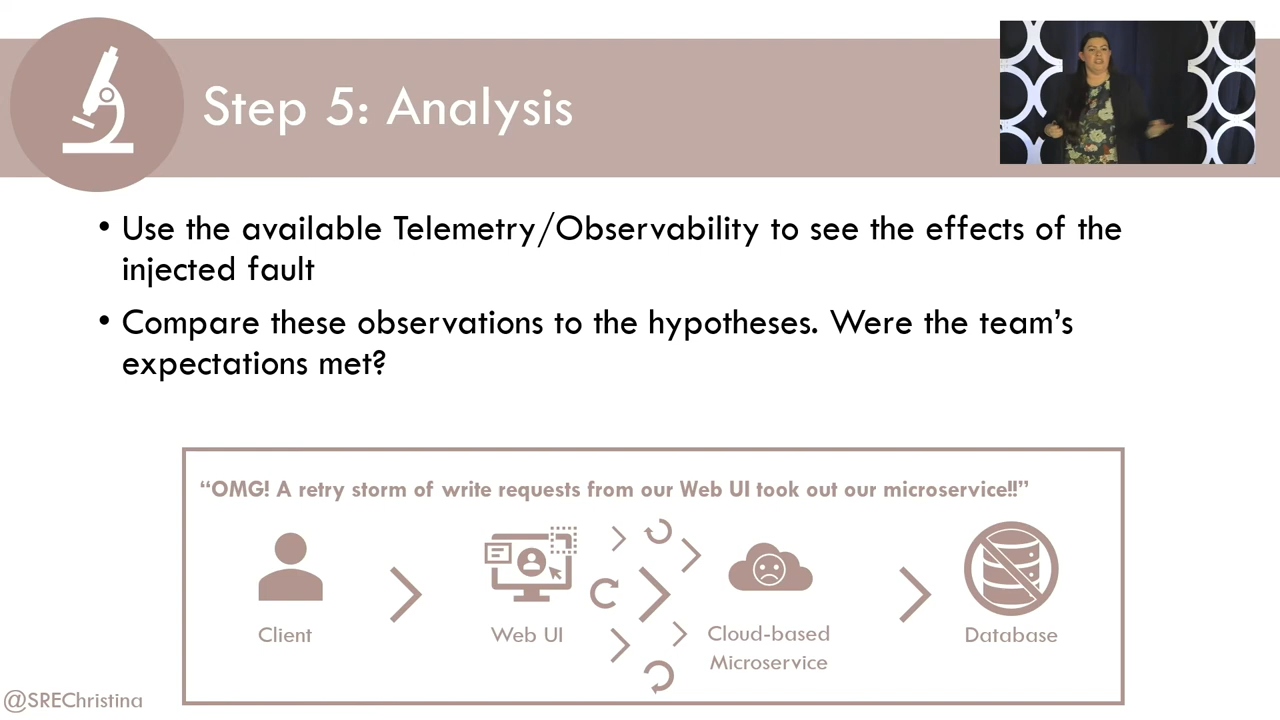 Step 5: Analysis
• Use the available Telemetry/Observability to see the effects of the
injected fault
• Compare these observations to the hypotheses. Were the team’s
expectations met?
“OMG! A retry storm of write requests from our Web UI took out our microservice!!”
Client
Web UI
Cloud-based
Microservice
Database
@SREChristina